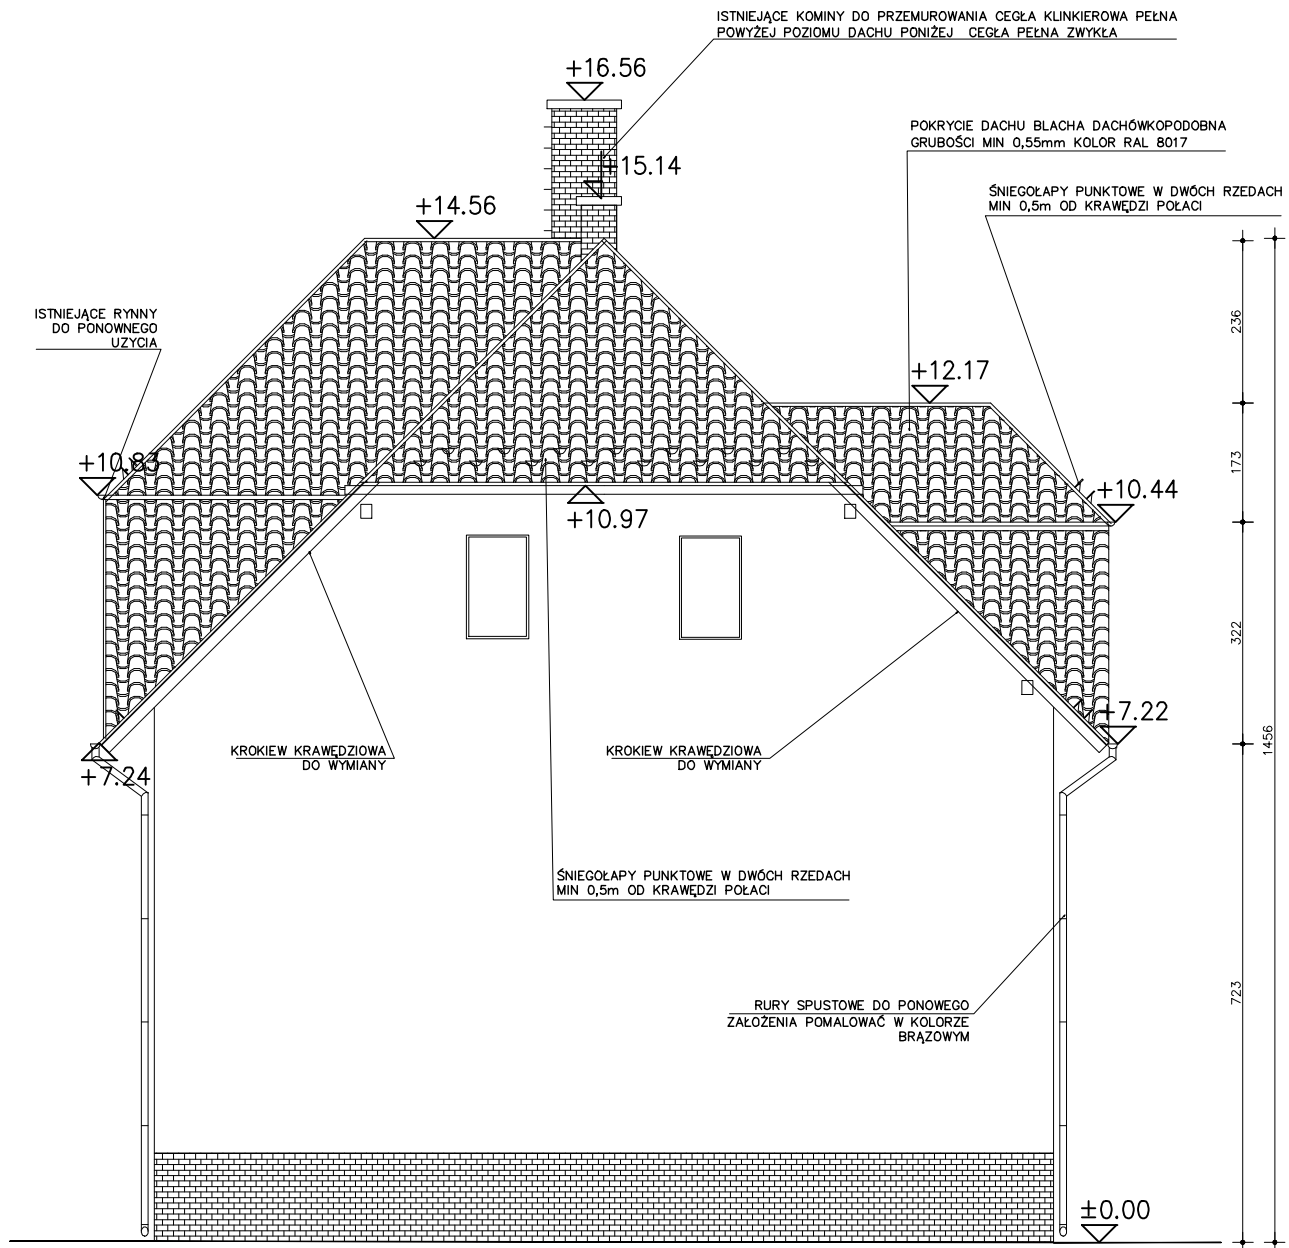 ISTNIEJĄCE KOMINY DO PRZEMUROWANIA CEGŁA KLINKIEROWA PEŁNA
POWYŻEJ POZIOMU DACHU PONIŻEJ CEGŁA PEŁNA ZWYKŁA
+16.56
POKRYCIE DACHU BLACHA DACHÓWKOPODOBNA
GRUBOŚCI MIN 0,55mm KOLOR RAL 8017
+15.14
ŚNIEGOŁAPY PUNKTOWE W DWÓCH RZEDACH
MIN 0,5m OD KRAWĘDZI POŁACI
+14.56
ISTNIEJĄCE RYNNY
DO PONOWNEGO
UZYCIA
236
+12.17
+10.83
173
+10.44
+10.97
322
+7.22
1456
KROKIEW KRAWĘDZIOWA
DO WYMIANY
KROKIEW KRAWĘDZIOWA
DO WYMIANY
+7.24
ŚNIEGOŁAPY PUNKTOWE W DWÓCH RZEDACH
MIN 0,5m OD KRAWĘDZI POŁACI
723
RURY SPUSTOWE DO PONOWEGO
ZAŁOŻENIA POMALOWAĆ W KOLORZE
BRĄZOWYM
±0.00